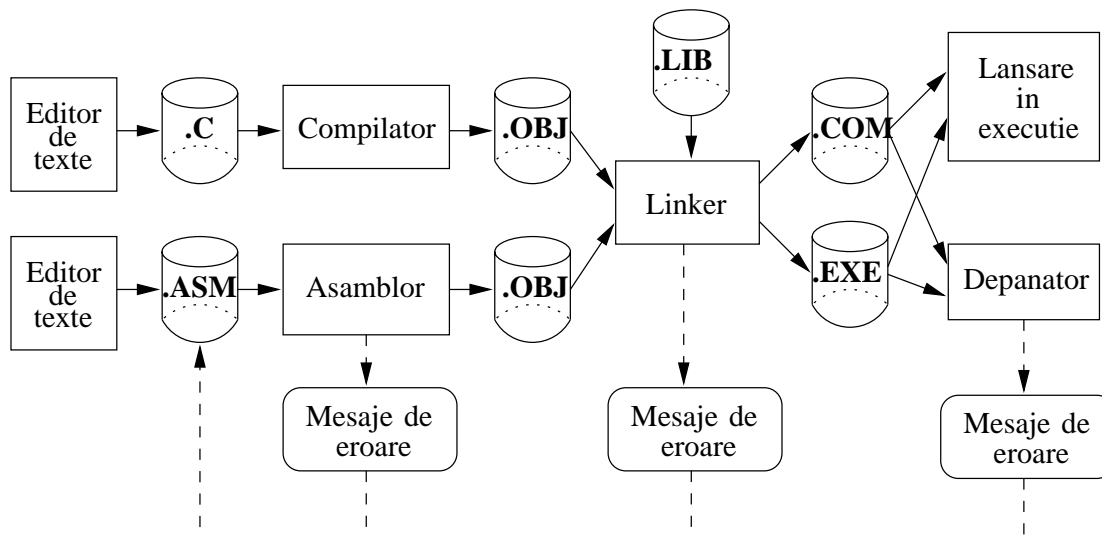 .LIB
Editor
de
texte
.C
Compilator
.OBJ
.COM
Lansare
in
executie
Linker
Editor
de
texte
.ASM
Asamblor
.OBJ
.EXE
Depanator
Mesaje de
eroare
Mesaje de
eroare
Mesaje de
eroare